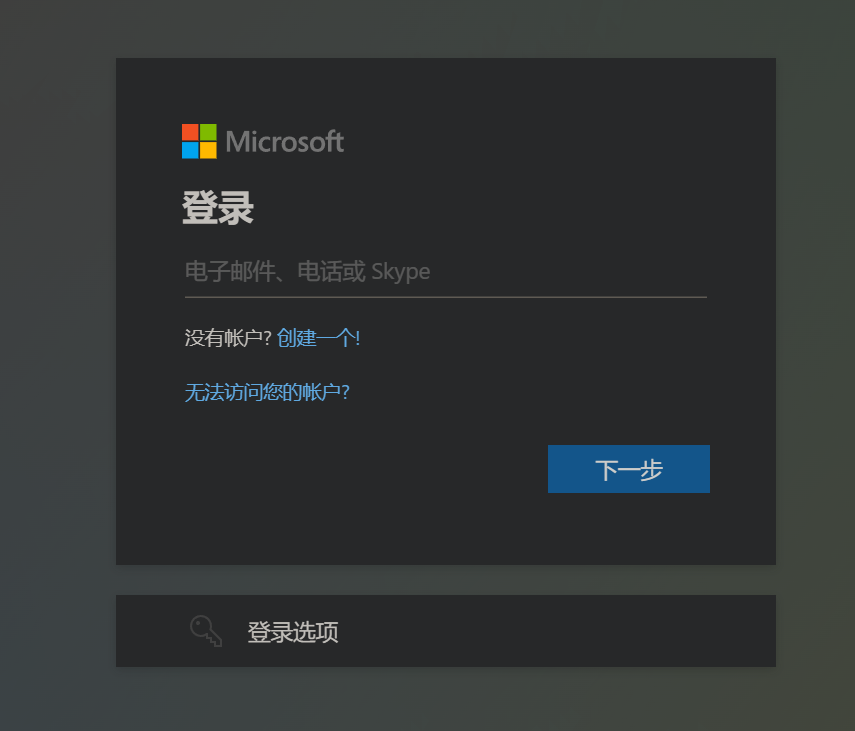 Microsoft
登录
电子邮件、电话或 Skype
没有帐户? 创建一个!
无法访问您的帐户?
下一步
登录选项